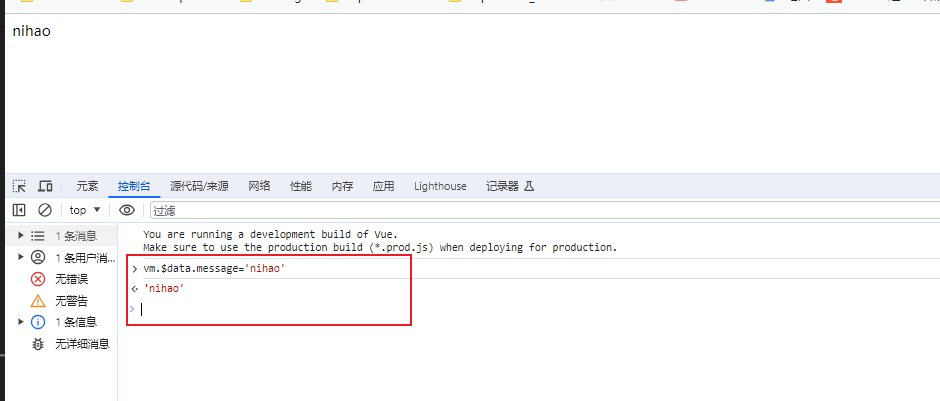 nihao
元素 控制台 源代码/来源 网络 性能 内存 应用 Lighthouse 记录器
top 过滤
1 条消息
1 条用户消...
无错误
无警告
1 条信息
无详细消息
You are running a development build of Vue.
Make sure to use the production build (*.prod.js) when deploying for production.
> vm.$data.message='nihao'
'nihao'
>